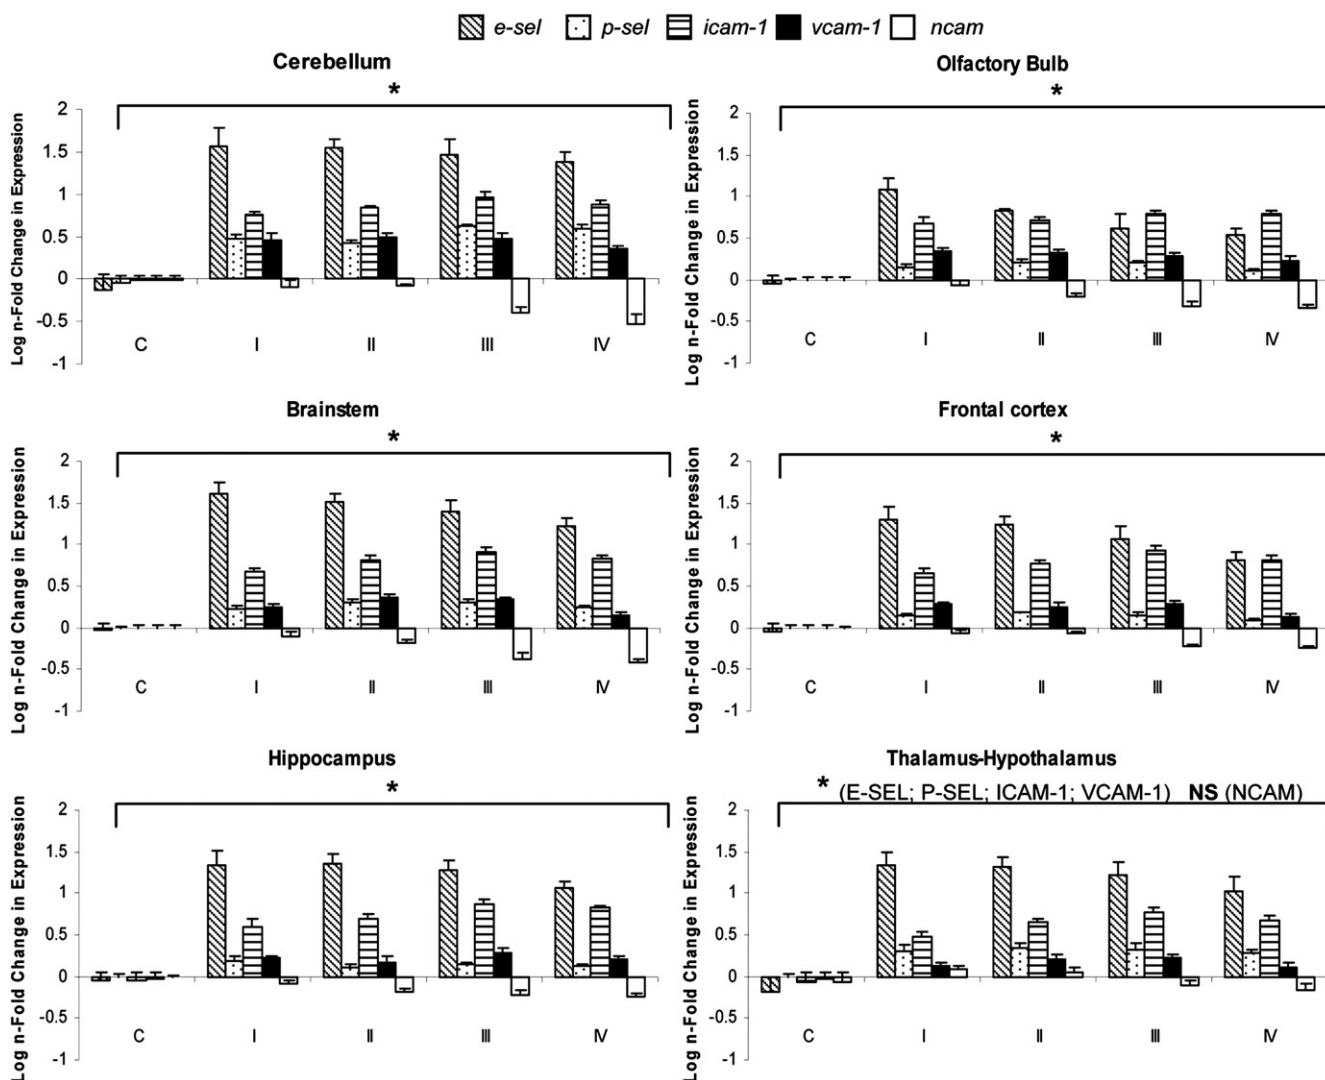 e-sel p-sel icam-1 vcam-1 ncam
Cerebellum
*
Log n-Fold Change in Expression
2
1.5
1
0.5
0
-0.5
-1
C I II III IV
Olfactory Bulb
*
Log n-Fold Change in Expression
2
1.5
1
0.5
0
-0.5
-1
C I II III IV
Brainstem
*
Log n-Fold Change in Expression
2
1.5
1
0.5
0
-0.5
-1
C I II III IV
Frontal cortex
*
Log n-Fold Change in Expression
2
1.5
1
0.5
0
-0.5
-1
C I II III IV
Hippocampus
*
Log n-Fold Change in Expression
2
1.5
1
0.5
0
-0.5
-1
C I II III IV
Thalamus-Hypothalamus
* (E-SEL; P-SEL; ICAM-1; VCAM-1) NS (NCAM)
Log n-Fold Change in Expression
2
1.5
1
0.5
0
-0.5
-1
C I II III IV